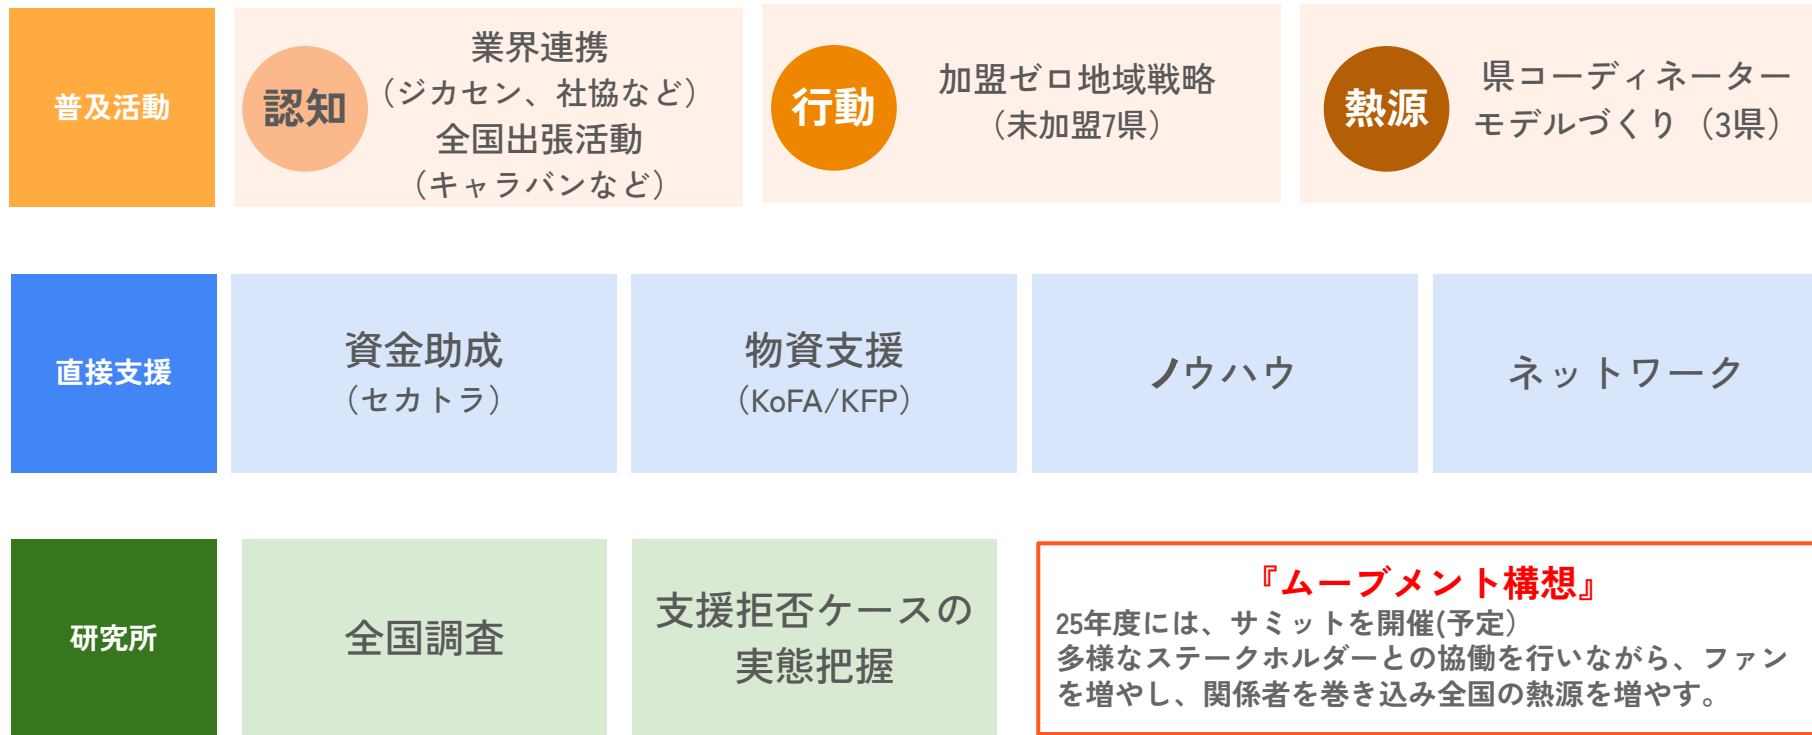 普及活動
認知
業界連携
（ジカセン、社協など）
全国出張活動
（キャラバンなど）
行動
加盟ゼロ地域戦略
（未加盟7県）
熱源
県コーディネーター
モデルづくり（3県）
直接支援
資金助成
（セカトラ）
物資支援
（KoFA/KFP）
ノウハウ
ネットワーク
研究所
全国調査
支援拒否ケースの
実態把握
『ムーブメント構想』
25年度には、サミットを開催(予定）
多様なステークホルダーとの協働を行いながら、ファン
を増やし、関係者を巻き込み全国の熱源を増やす。